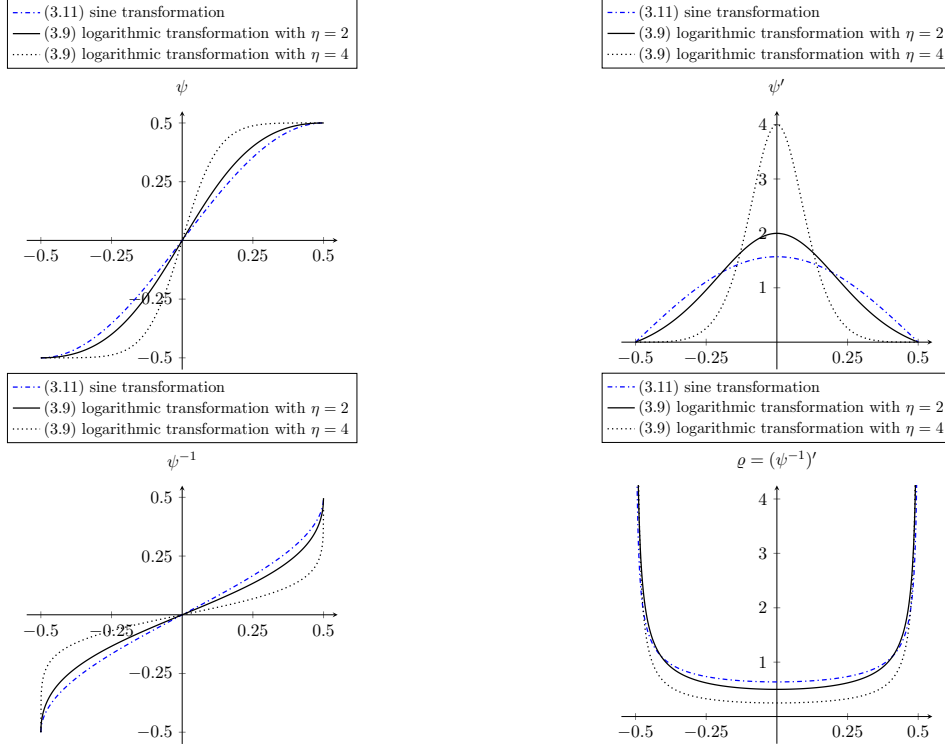 (3.11) sine transformation
(3.9) logarithmic transformation with η = 2
(3.9) logarithmic transformation with η = 4
ψ
0.5
0.25
−0.5 −0.25 0.25 0.5
−0.25
−0.5
(3.11) sine transformation
(3.9) logarithmic transformation with η = 2
(3.9) logarithmic transformation with η = 4
ψ′
4
3
2
1
−0.5 −0.25 0.25 0.5
(3.11) sine transformation
(3.9) logarithmic transformation with η = 2
(3.9) logarithmic transformation with η = 4
ψ⁻¹
0.5
0.25
−0.5 −0.25 0.25 0.5
−0.25
−0.5
(3.11) sine transformation
(3.9) logarithmic transformation with η = 2
(3.9) logarithmic transformation with η = 4
ϱ = (ψ⁻¹)′
4
3
2
1
−0.5 −0.25 0.25 0.5